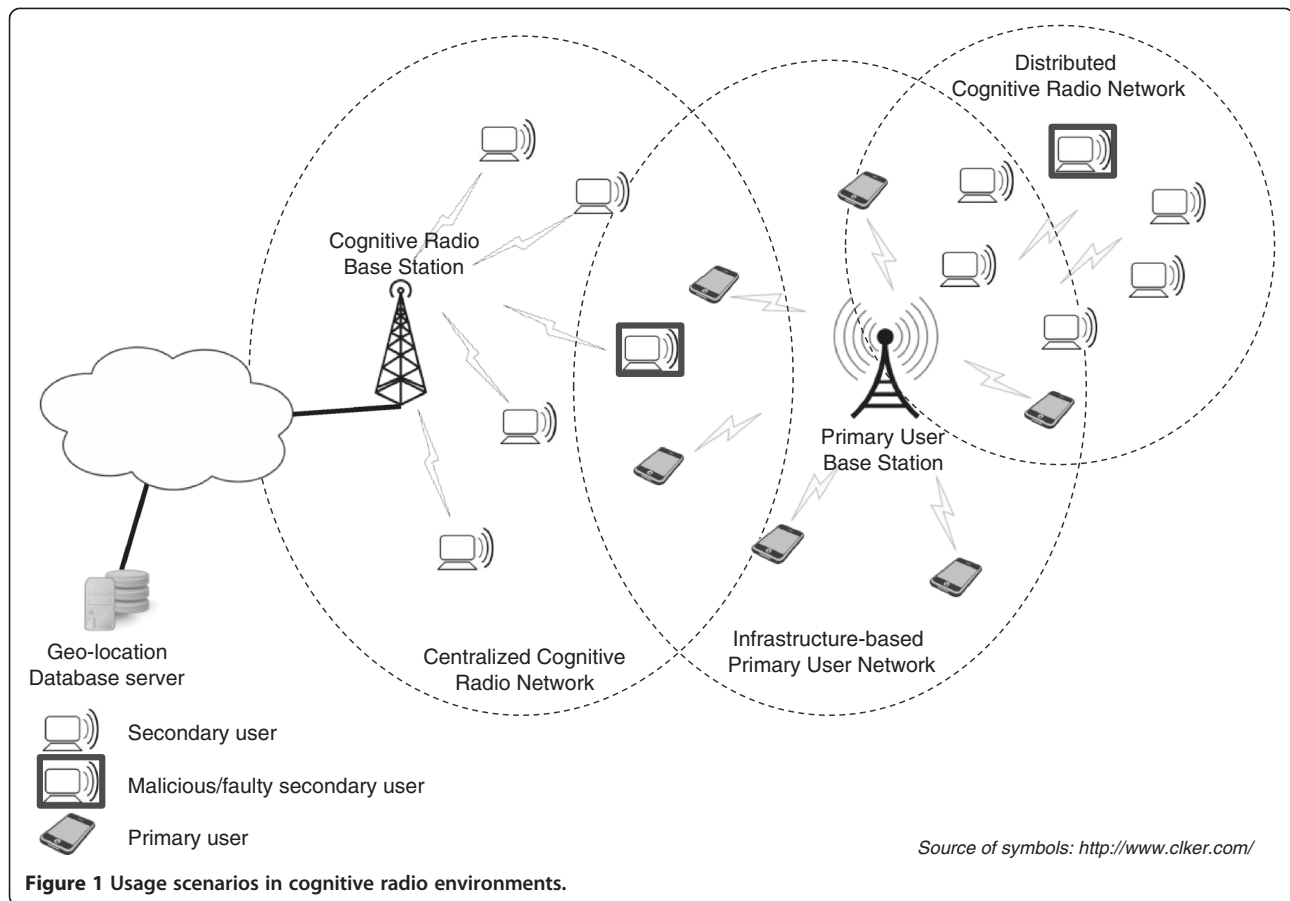 Distributed
Cognitive Radio Network
Cognitive Radio
Base Station
Primary User
Base Station
Geo-location
Database server
Centralized Cognitive
Radio Network
Infrastructure-based
Primary User Network
Secondary user
Malicious/faulty secondary user
Primary user
Source of symbols: http://www.clker.com/
Figure 1 Usage scenarios in cognitive radio environments.